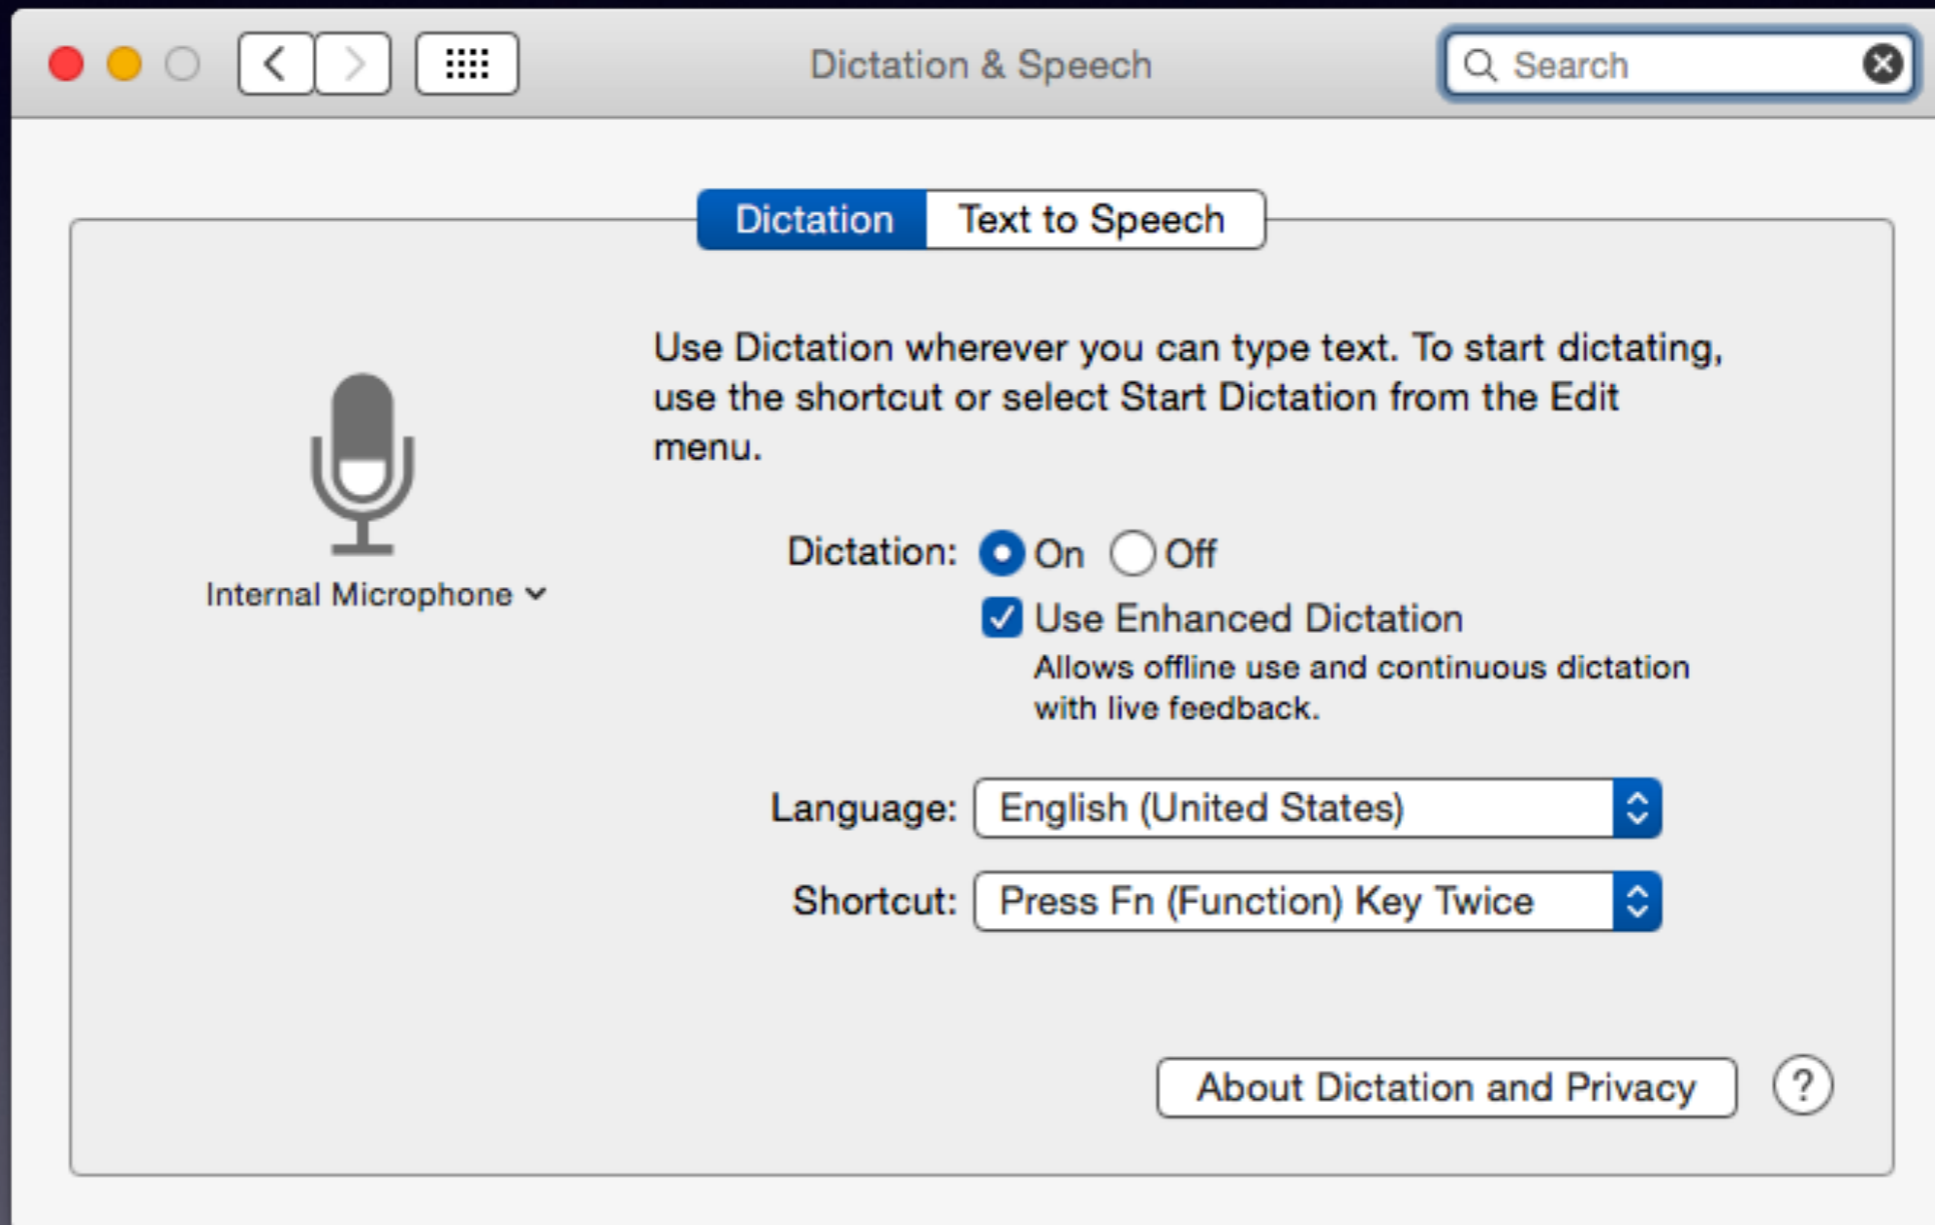 Dictation & Speech
Search
Dictation
Text to Speech
Use Dictation wherever you can type text. To start dictating,
use the shortcut or select Start Dictation from the Edit
menu.
Internal Microphone
Dictation: On Off
Use Enhanced Dictation
Allows offline use and continuous dictation
with live feedback.
Language: English (United States)
Shortcut: Press Fn (Function) Key Twice
About Dictation and Privacy ?